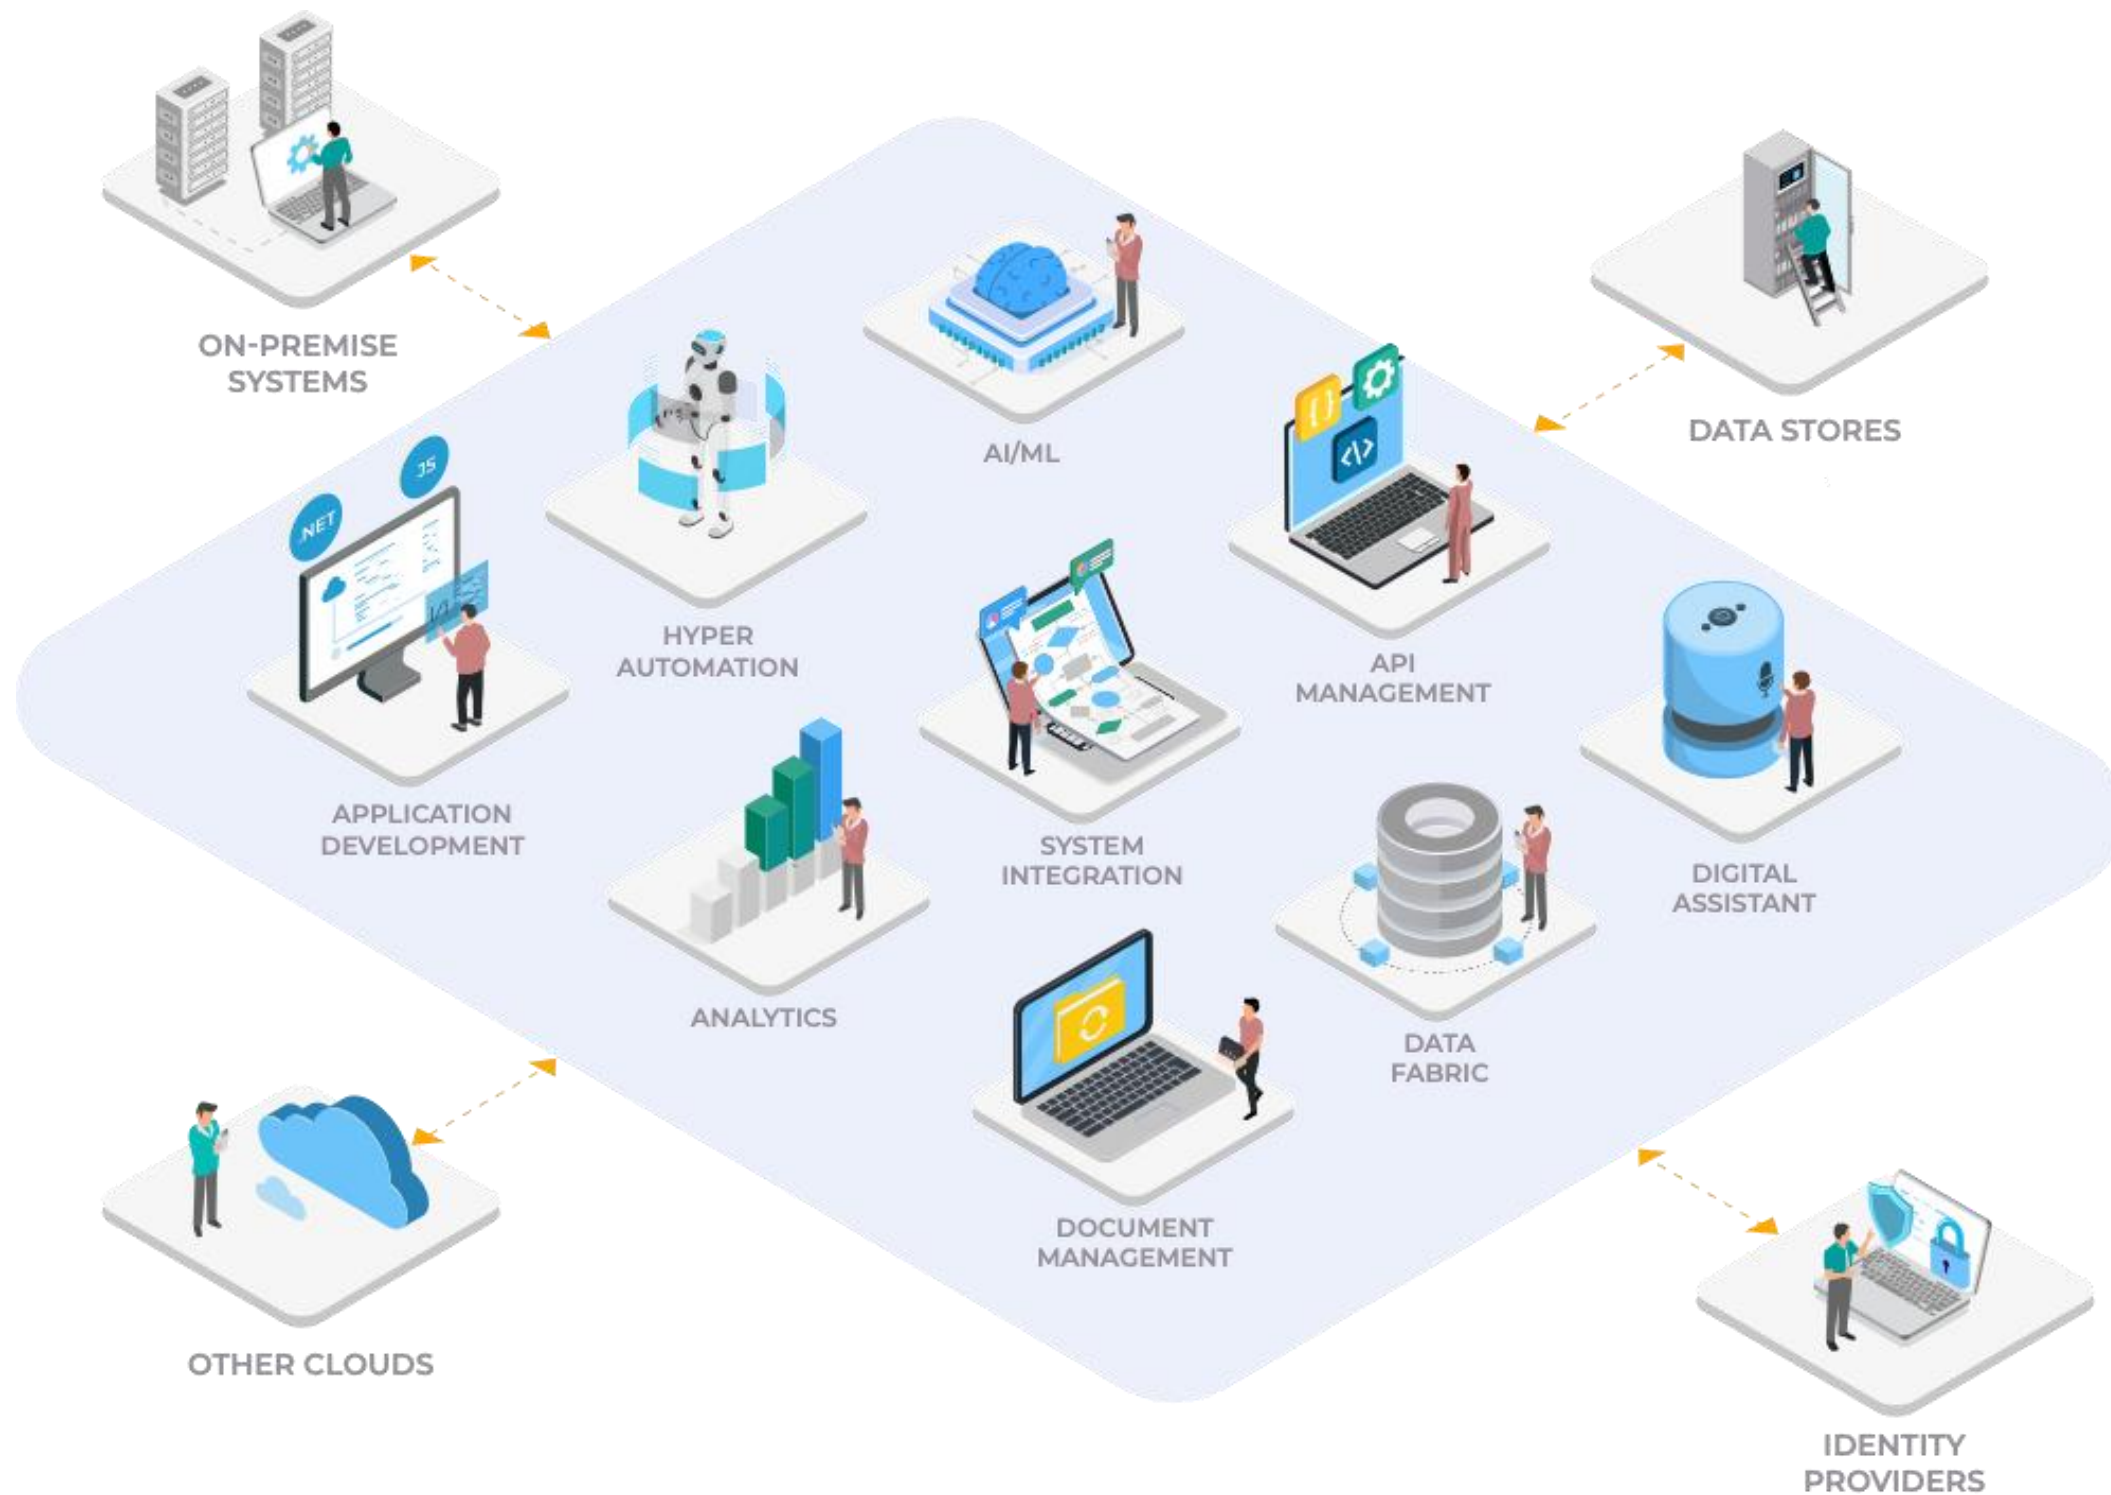 ON-PREMISE
SYSTEMS
DATA STORES
AI/ML
JS
.NET
HYPER
AUTOMATION
API
MANAGEMENT
APPLICATION
DEVELOPMENT
SYSTEM
INTEGRATION
DIGITAL
ASSISTANT
ANALYTICS
DATA
FABRIC
DOCUMENT
MANAGEMENT
OTHER CLOUDS
IDENTITY
PROVIDERS